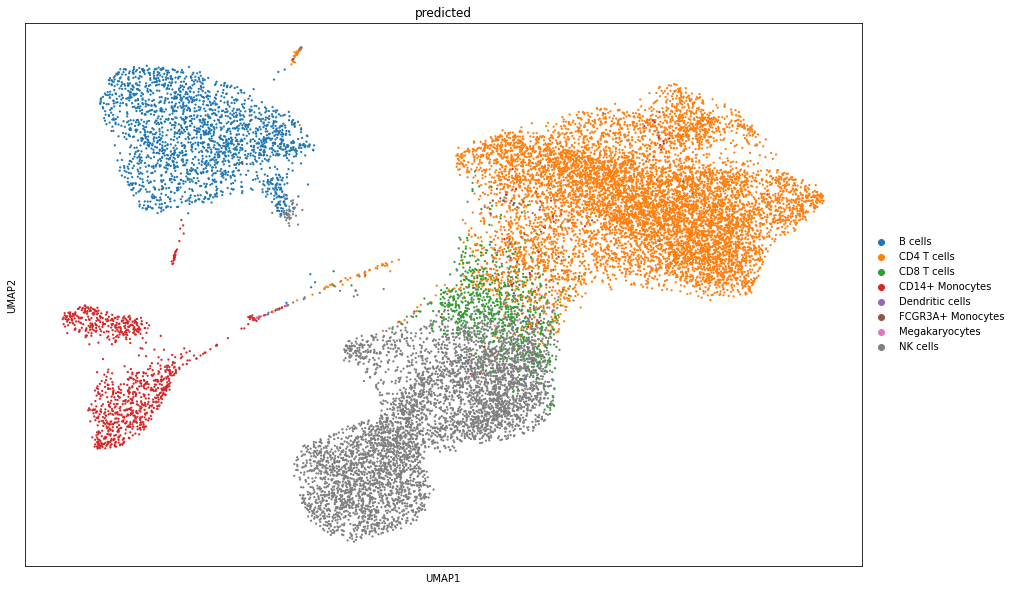 predicted
UMAP2
B cells
CD4 T cells
CD8 T cells
CD14+ Monocytes
Dendritic cells
FCGR3A+ Monocytes
Megakaryocytes
NK cells
UMAP1